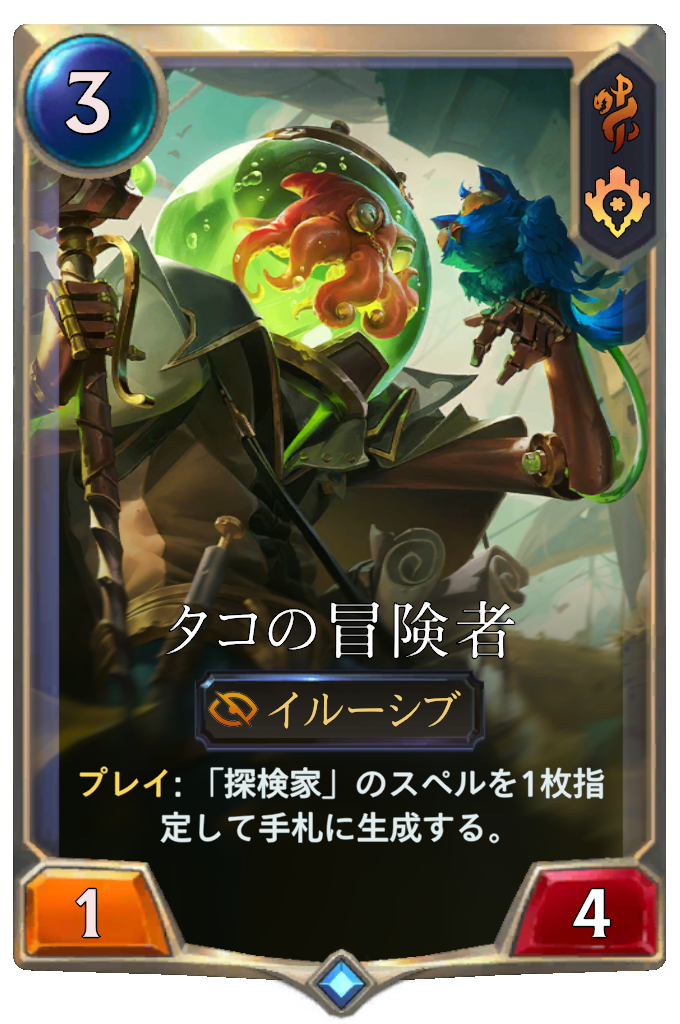 3
タコの冒険者
イルーシブ
プレイ: 「探検家」のスペルを1枚指
定して手札に生成する。
1
4